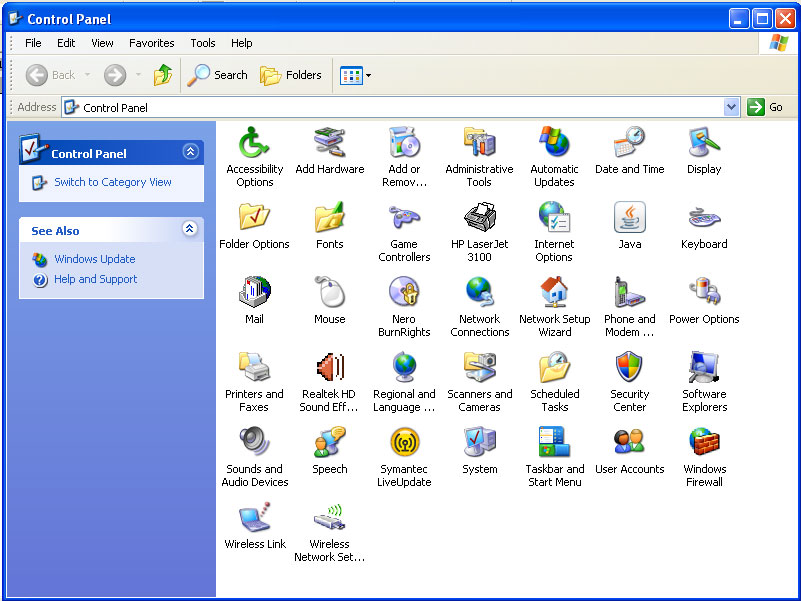 Control Panel
File Edit View Favorites Tools Help
Back Search Folders
Address Control Panel Go
Control Panel
Switch to Category View
See Also
Windows Update
Help and Support
Accessibility
Options
Add Hardware
Add or
Remov...
Administrative
Tools
Automatic
Updates
Date and Time
Display
Folder Options
Fonts
Game
Controllers
HP LaserJet
3100
Internet
Options
Java
Keyboard
Mail
Mouse
Nero
BurnRights
Network
Connections
Network Setup
Wizard
Phone and
Modem ...
Power Options
Printers and
Faxes
Realtek HD
Sound Eff...
Regional and
Language ...
Scanners and
Cameras
Scheduled
Tasks
Security
Center
Software
Explorers
Sounds and
Audio Devices
Speech
Symantec
LiveUpdate
System
Taskbar and
Start Menu
User Accounts
Windows
Firewall
Wireless Link
Wireless
Network Set...